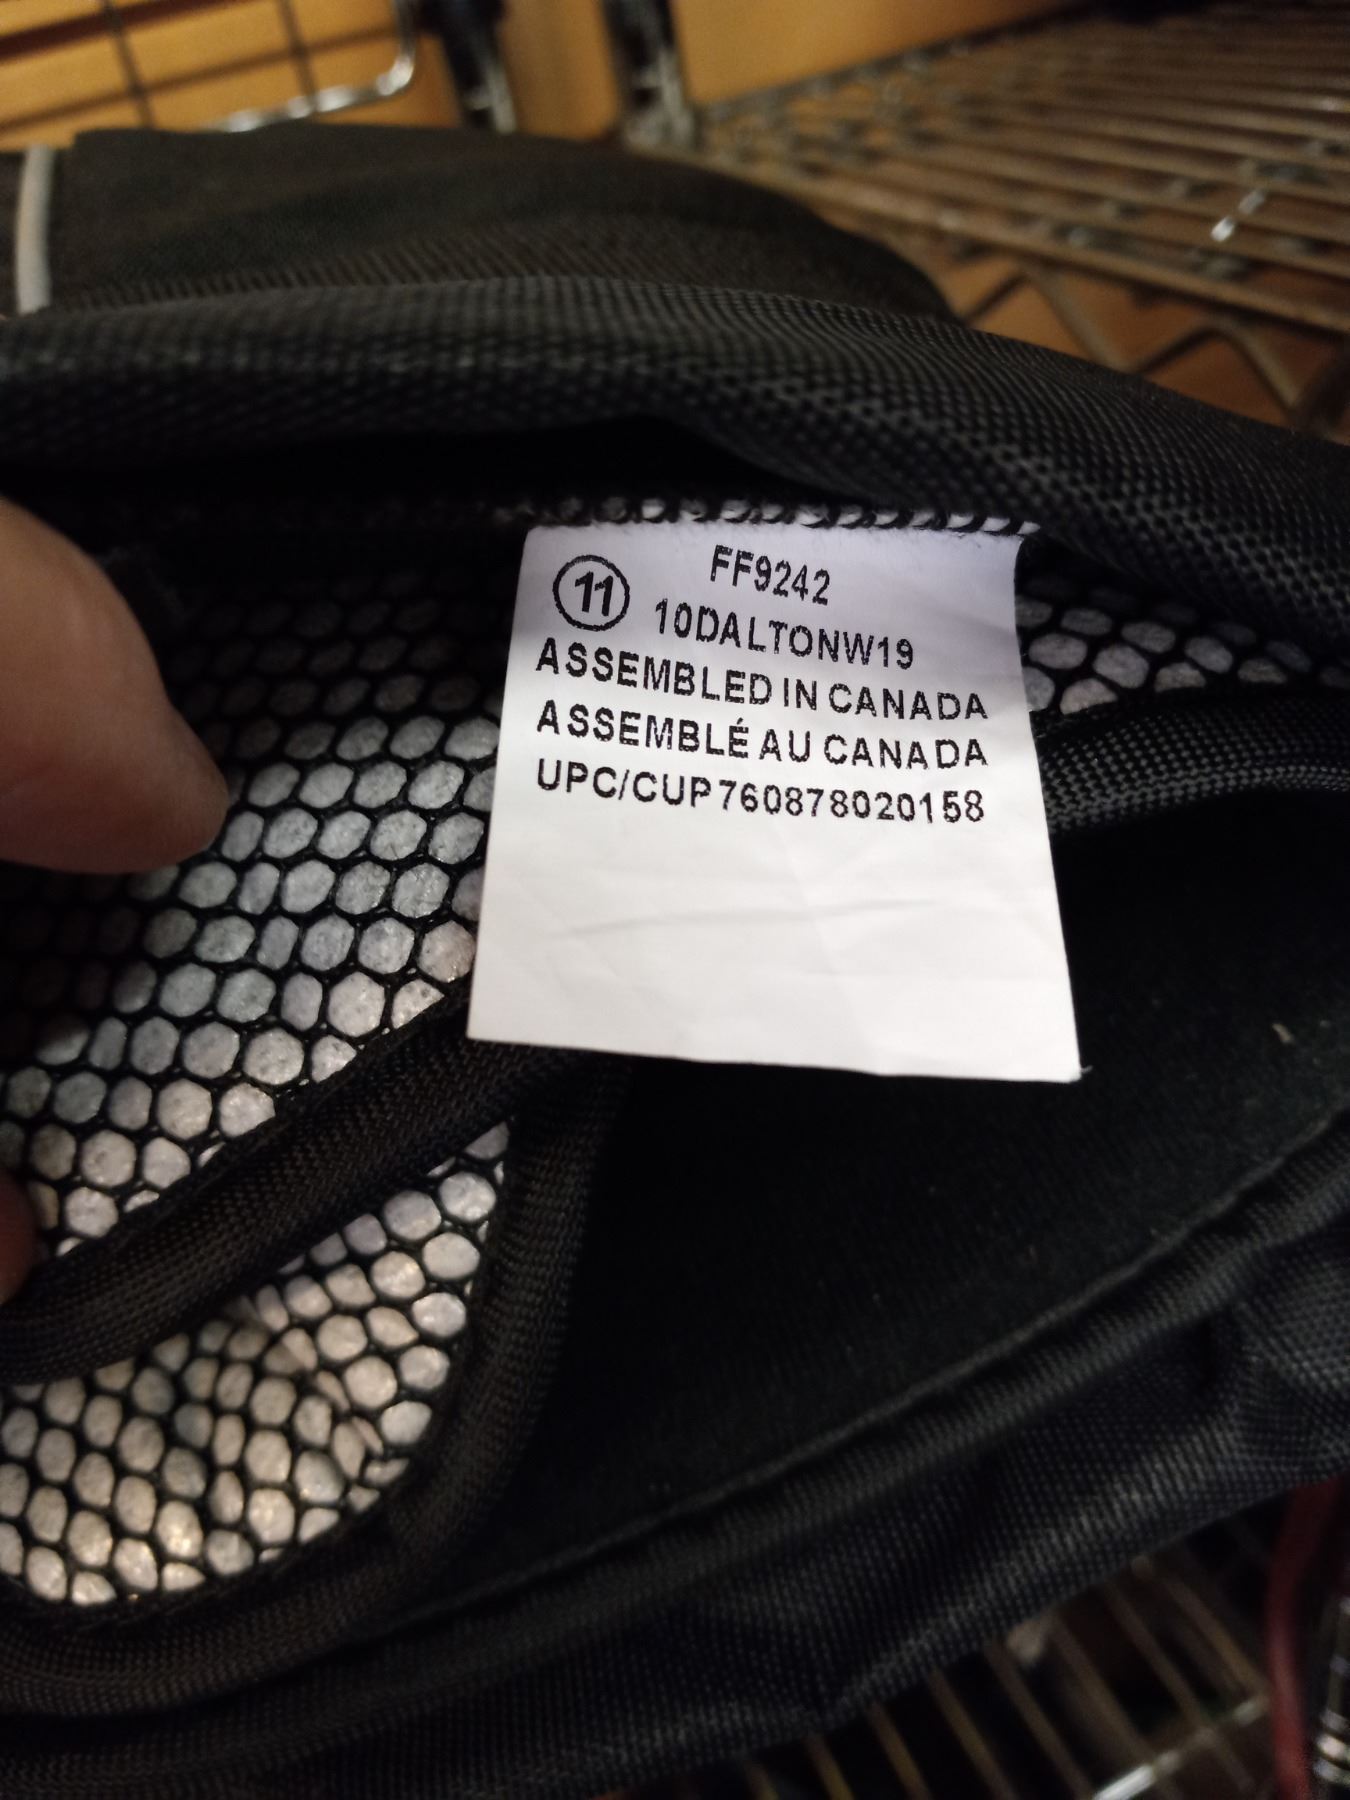 ⑪ FF9242
10DALTONW19
ASSEMBLED IN CANADA
ASSEMBLÉ AU CANADA
UPC/CUP760878020158